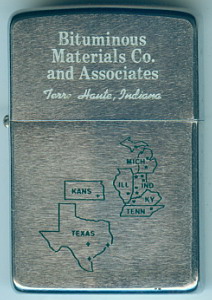 Bituminous
Materials Co.
and Associates
Terre Haute, Indiana
MICH
ILL
IND
KANS
KY
TENN
TEXAS